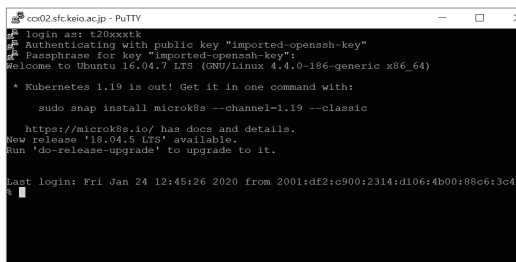 ccx02.sfc.keio.ac.jp - PuTTY
login as: t20xxxtk
Authenticating with public key "imported-openssh-key"
Passphrase for key "imported-openssh-key":
Welcome to Ubuntu 16.04.7 LTS (GNU/Linux 4.4.0-186-generic x86_64)
* Kubernetes 1.19 is out! Get it in one command with:
sudo snap install microk8s --channel=1.19 --classic
https://microk8s.io/ has docs and details.
New release '18.04.5 LTS' available.
Run 'do-release-upgrade' to upgrade to it.
Last login: Fri Jan 24 12:45:26 2020 from 2001:df2:c900:2314:d106:4b00:88c6:3c4
%